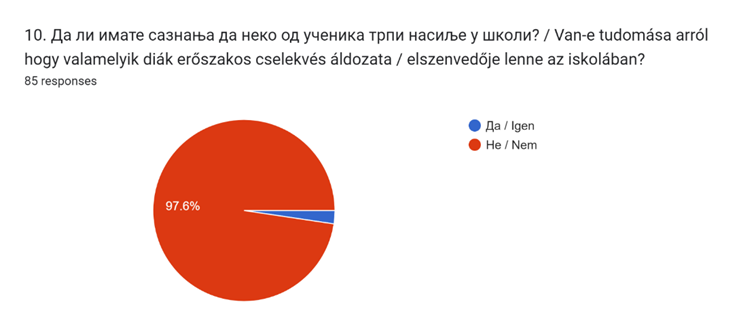 10. Да ли имате сазнања да неко од ученика трпи насиље у школи? / Van-e tudomása arról
hogy valamelyik diák erőszakos cselekvés áldozata / elszenvedője lenne az iskolában?
85 responses
Да / Igen
Не / Nem
97.6%